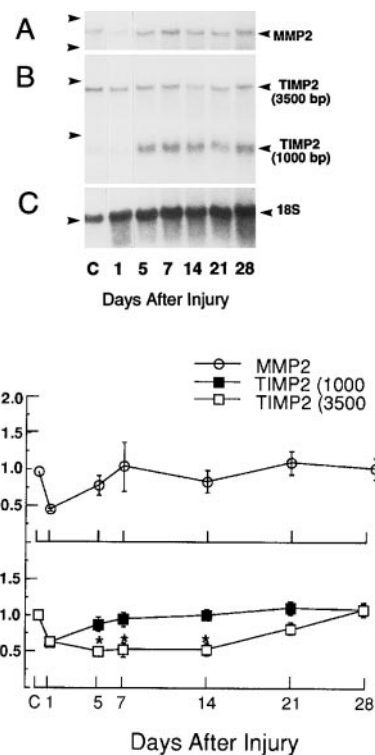 A
MMP2
B
TIMP2
(3500 bp)
TIMP2
(1000 bp)
C
18S
C 1 5 7 14 21 28
Days After Injury
MMP2
TIMP2 (1000
TIMP2 (3500
2.0
1.5
1.0
0.5
1.5
1.0
* * *
0.5
C 1 5 7 14 21 28
Days After Injury